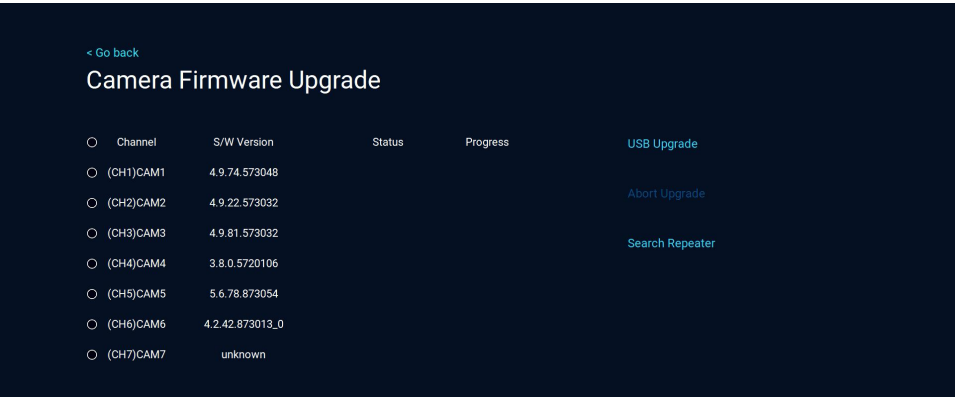 < Go back
Camera Firmware Upgrade
Channel S/W Version Status Progress USB Upgrade
(CH1)CAM1 4.9.74.573048
(CH2)CAM2 4.9.22.573032 Abort Upgrade
(CH3)CAM3 4.9.81.573032 Search Repeater
(CH4)CAM4 3.8.0.5720106
(CH5)CAM5 5.6.78.873054
(CH6)CAM6 4.2.42.873013_0
(CH7)CAM7 unknown